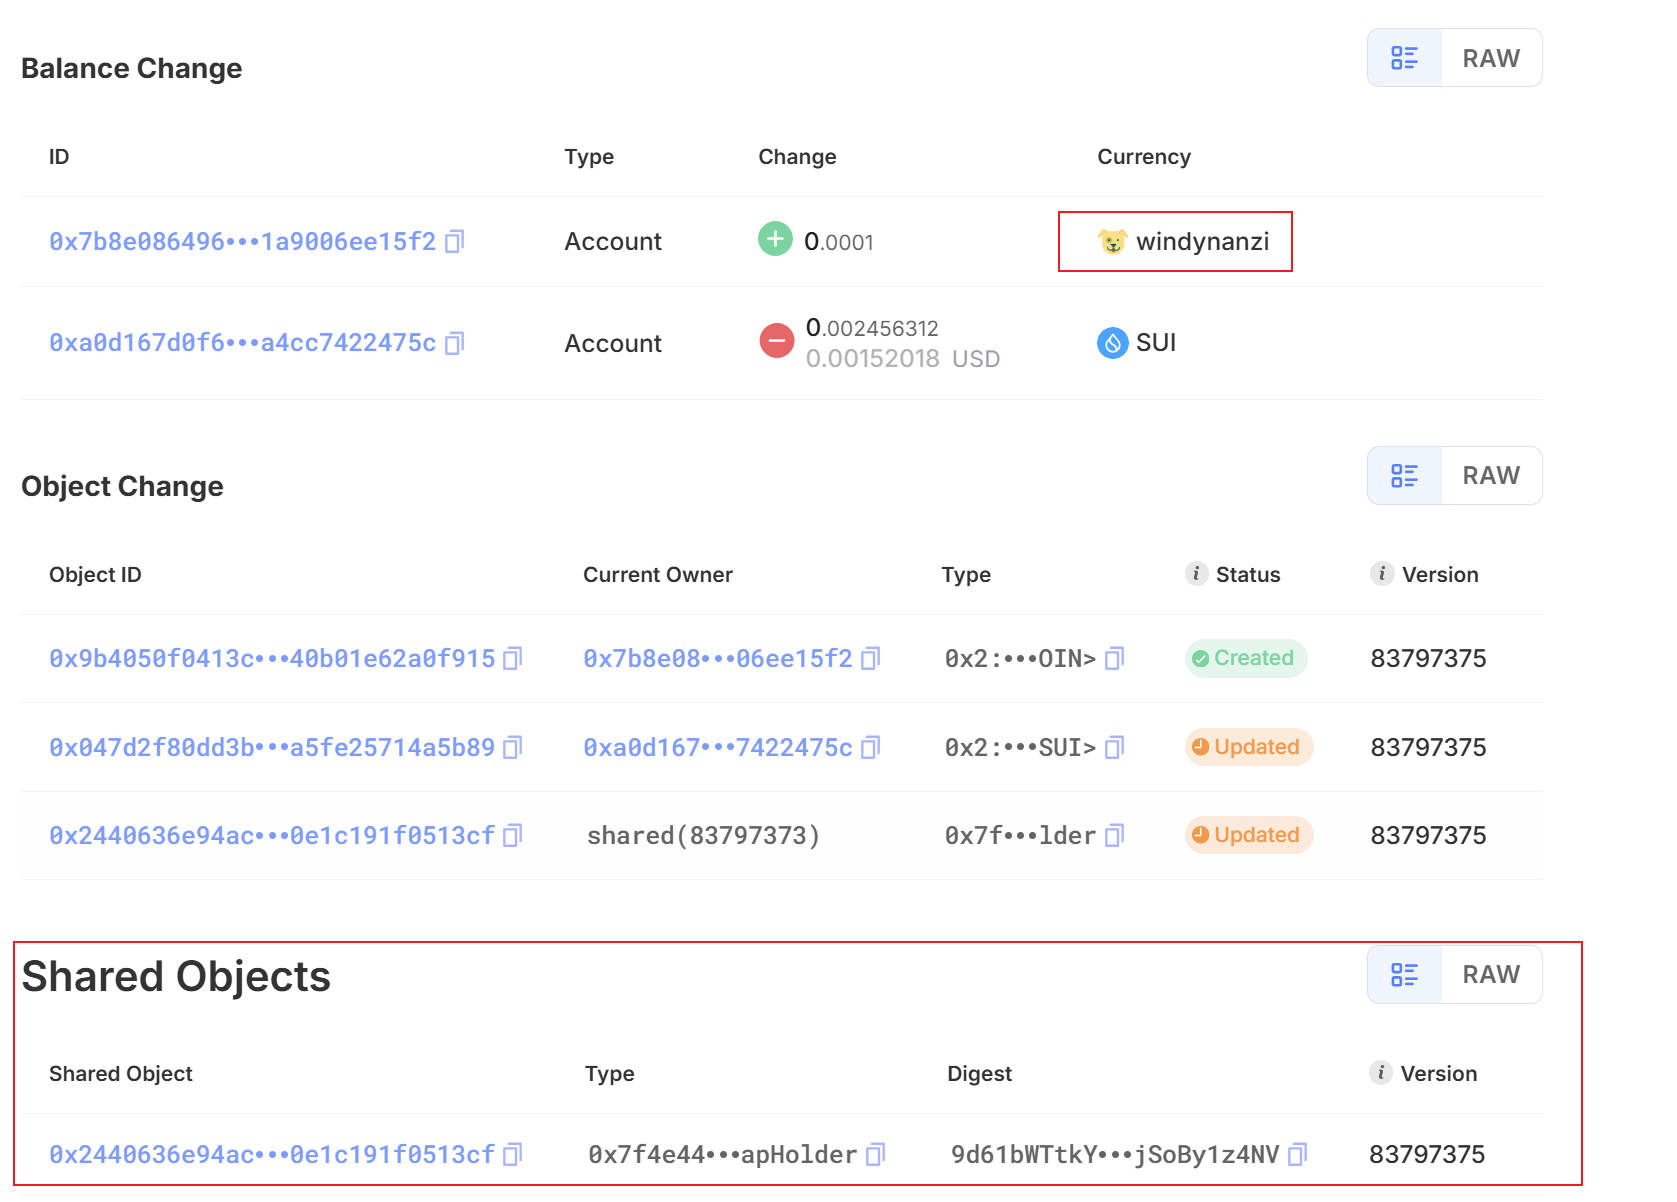 Balance Change
RAW
ID Type Change Currency
0x7b8e086496•••1a9006ee15f2 Account 0.0001 windynanzi
0xa0d167d0f6•••a4cc7422475c Account 0.002456312 SUI
0.00152018 USD
Object Change
RAW
Object ID Current Owner Type Status Version
0x9b4050f0413c•••40b01e62a0f915 0x7b8e08•••06ee15f2 0x2:•••OIN> Created 83797375
0x047d2f80dd3b•••a5fe25714a5b89 0xa0d167•••7422475c 0x2:•••SUI> Updated 83797375
0x2440636e94ac•••0e1c191f0513cf shared(83797373) 0x7f•••lder Updated 83797375
Shared Objects
RAW
Shared Object Type Digest Version
0x2440636e94ac•••0e1c191f0513cf 0x7f4e44•••apHolder 9d61bWTtkY•••jSoBy1z4NV 83797375